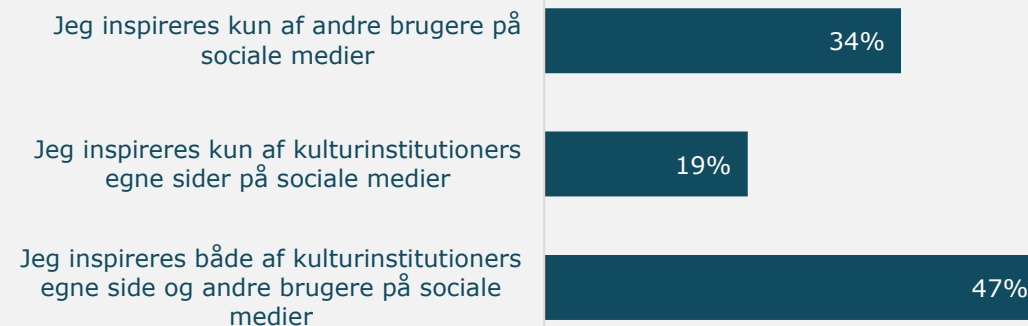 Jeg inspireres kun af andre brugere på
sociale medier
34%
Jeg inspireres kun af kulturinstitutioners
egne sider på sociale medier
19%
Jeg inspireres både af kulturinstitutioners
egne side og andre brugere på sociale
medier
47%